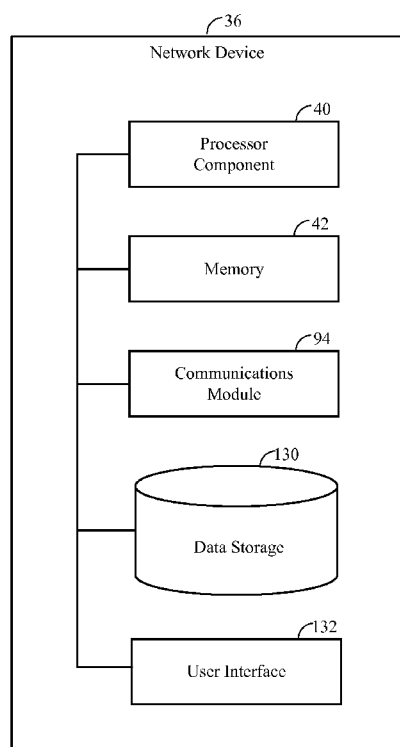 36
Network Device
40
Processor
Component
42
Memory
94
Communications
Module
130
Data Storage
132
User Interface